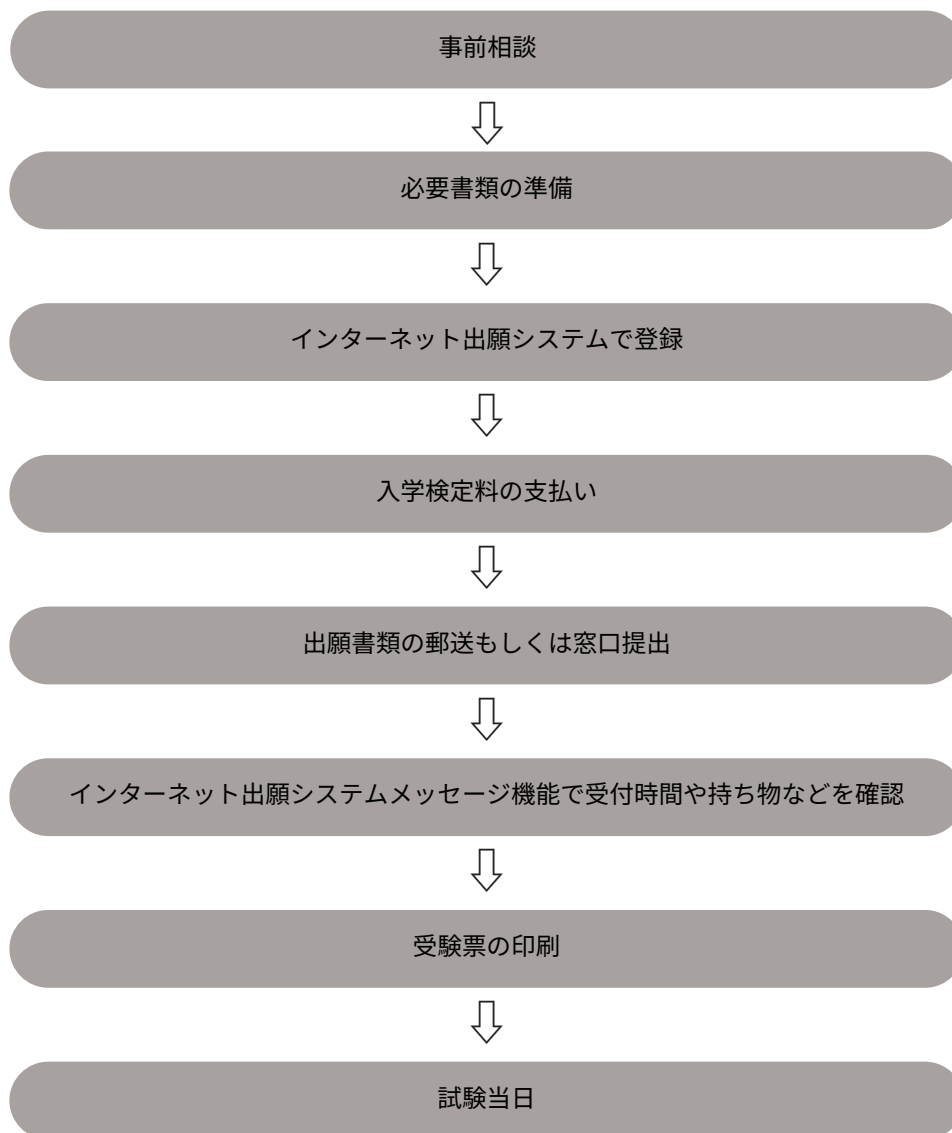 事前相談
必要書類の準備
インターネット出願システムで登録
入学検定料の支払い
出願書類の郵送もしくは窓口提出
インターネット出願システムメッセージ機能で受付時間や持ち物などを確認
受験票の印刷
試験当日